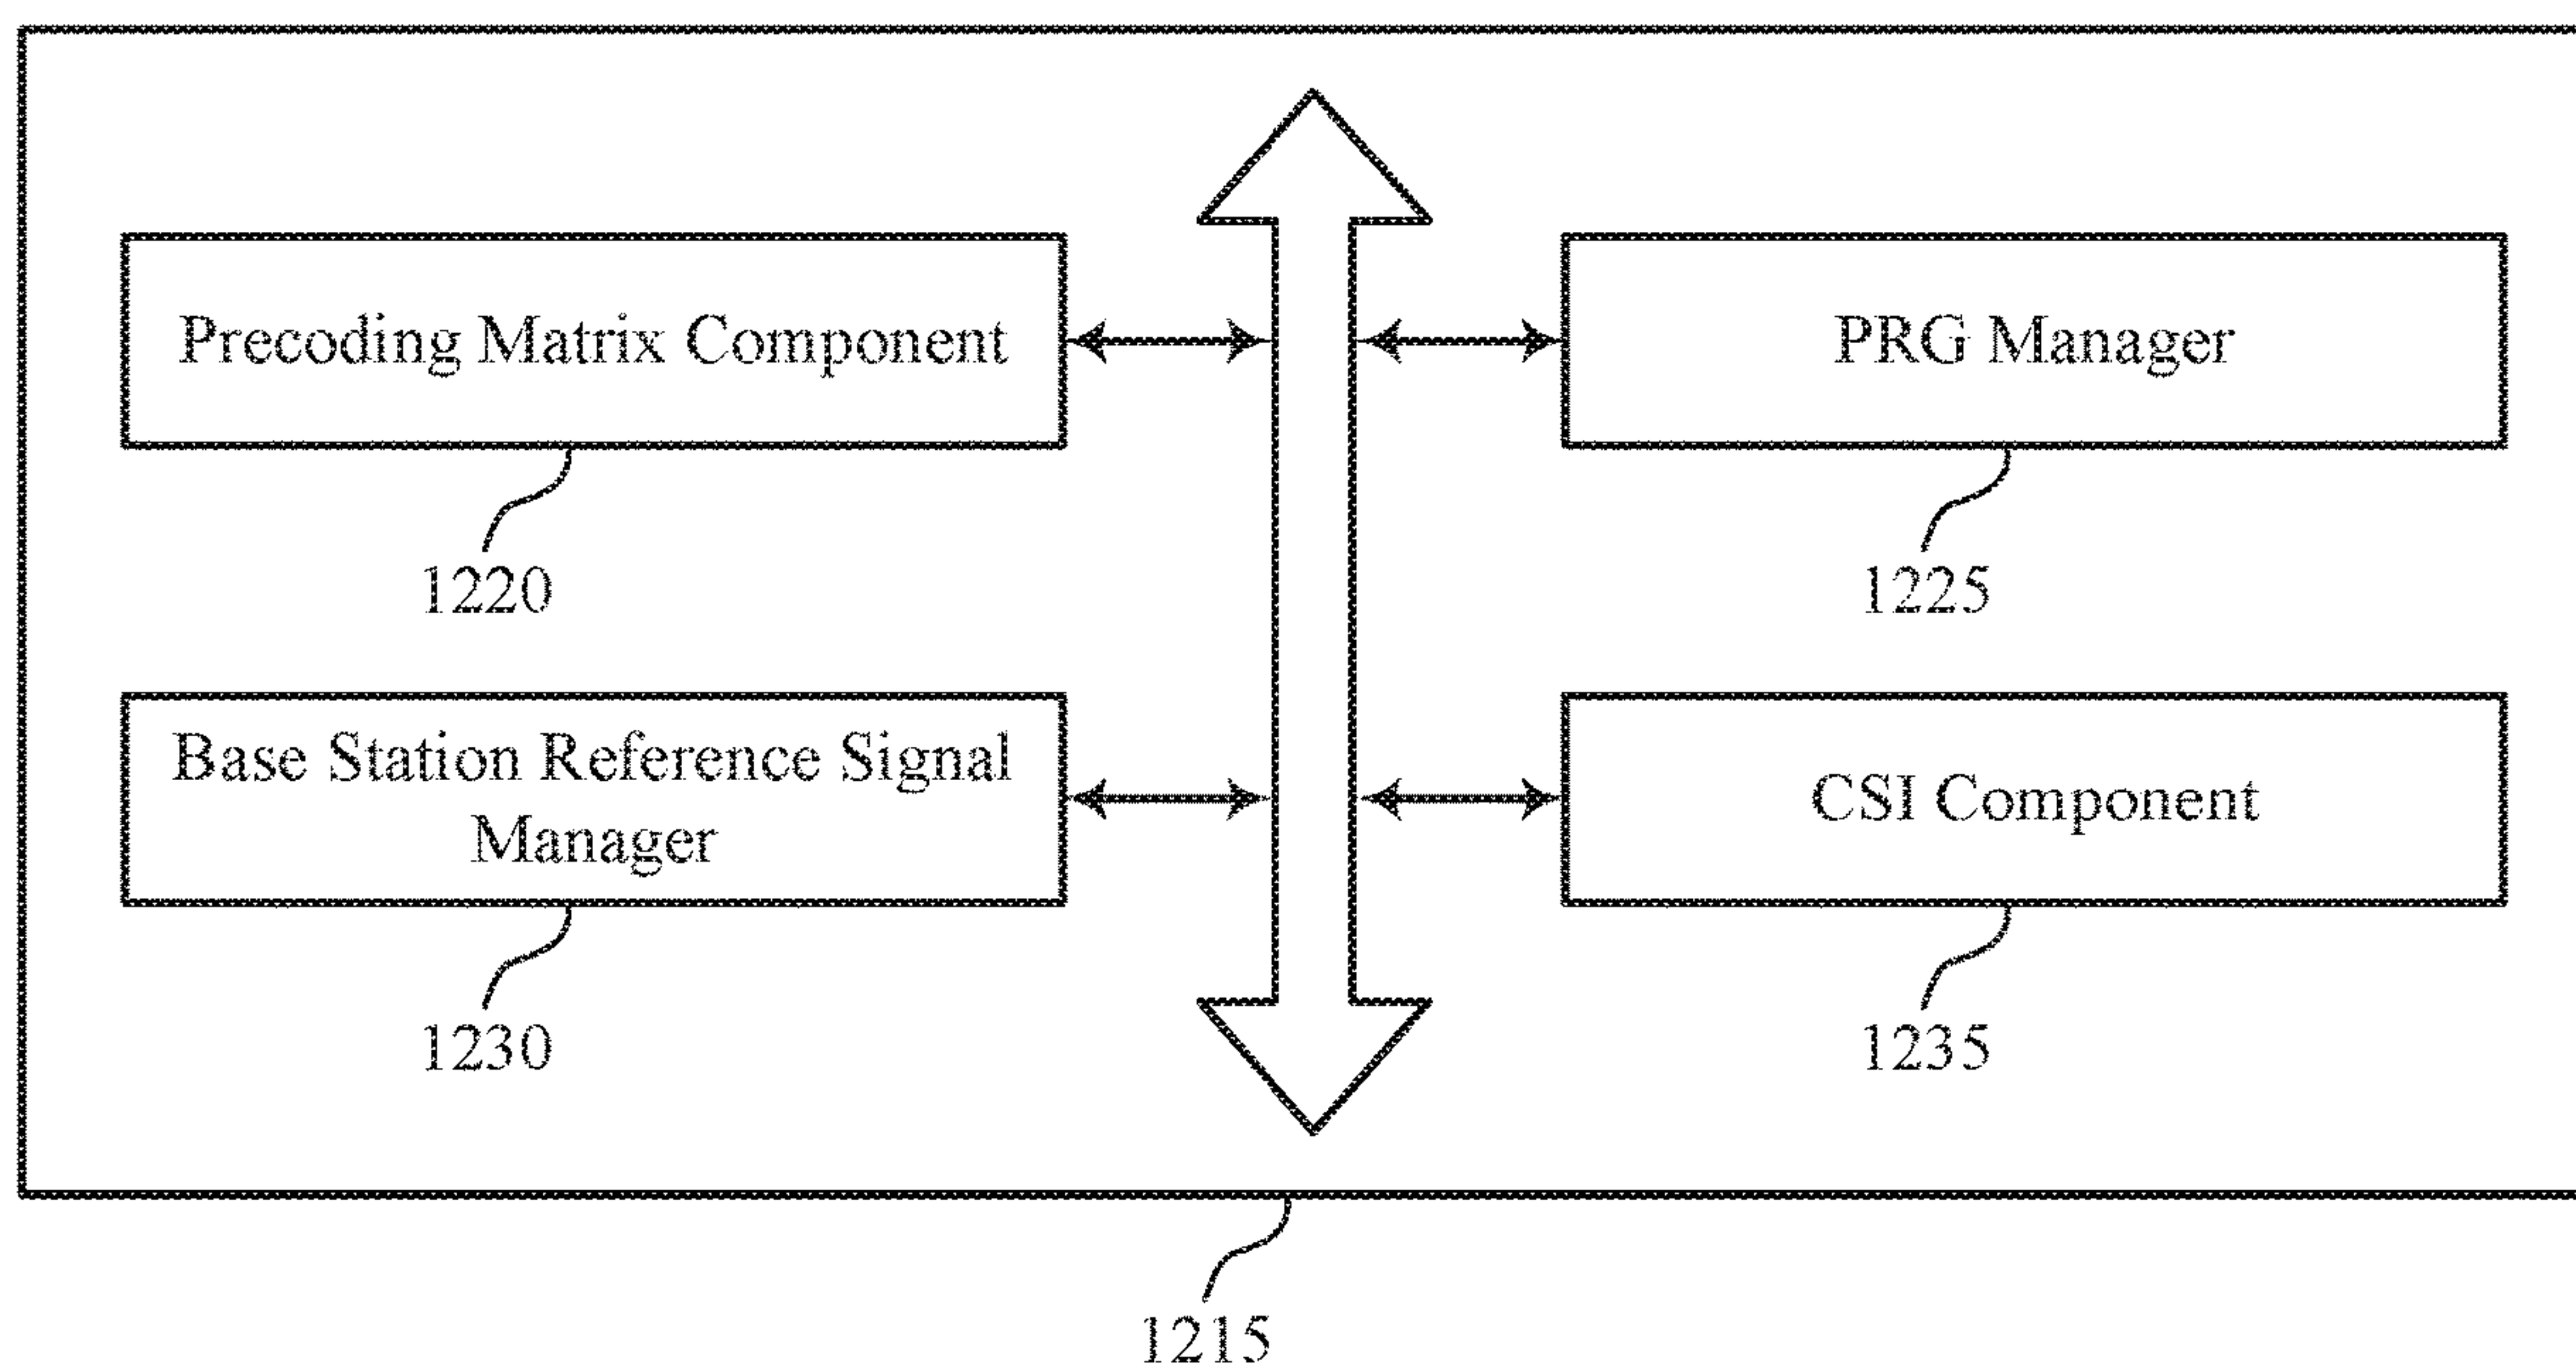 Precoding Matrix Component
PRG Manager
1220
1225
Base Station Reference Signal
Manager
CSI Component
1230
1235
1215